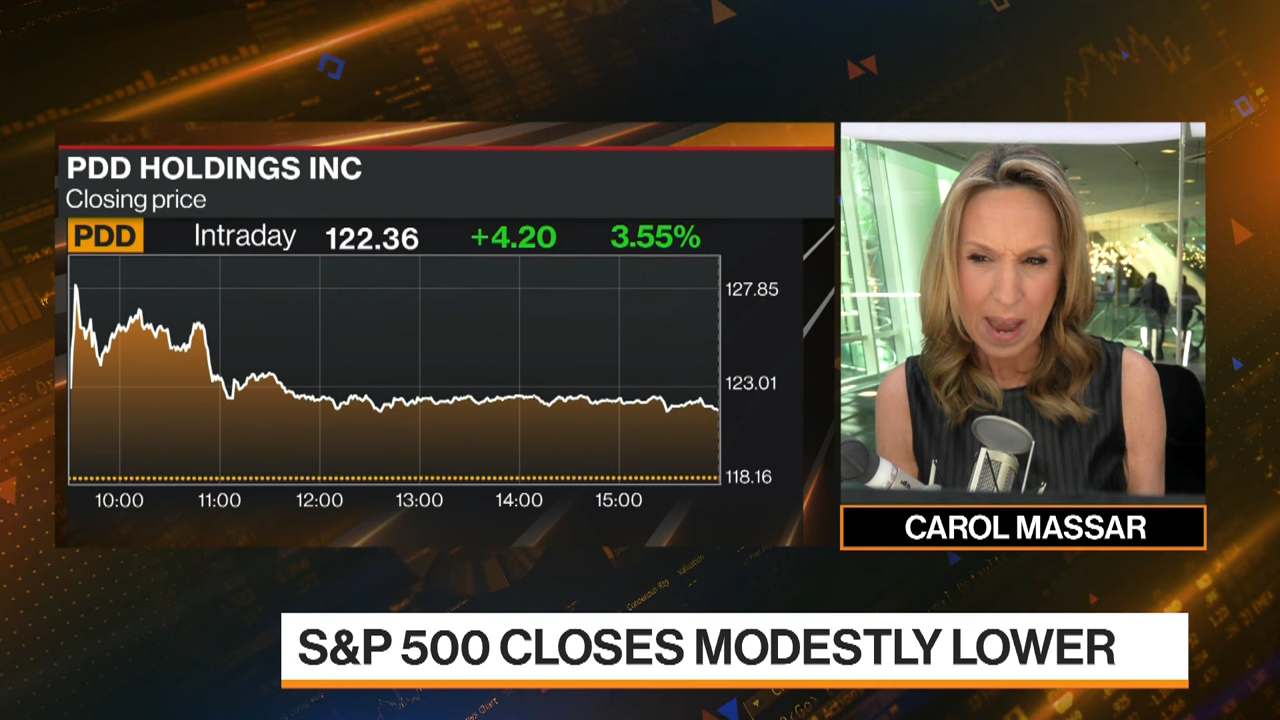 PDD HOLDINGS INC
Closing price
PDD Intraday 122.36 +4.20 3.55%
127.85
123.01
118.16
10:00 11:00 12:00 13:00 14:00 15:00
CAROL MASSAR
S&P 500 CLOSES MODESTLY LOWER